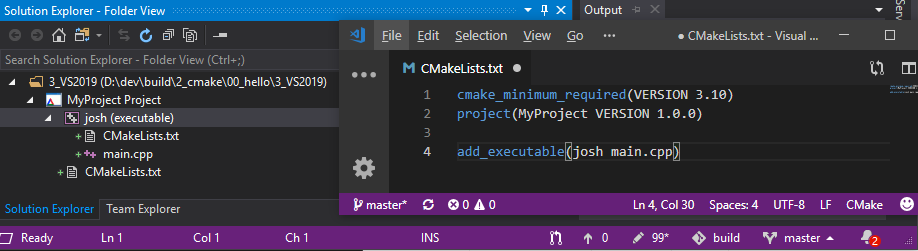 Solution Explorer - Folder View
Search Solution Explorer - Folder View (Ctrl+;)
3_VS2019 (D:\dev\build\2_cmake\00_hello\3_VS2019)
MyProject Project
josh (executable)
+ CMakeLists.txt
+ main.cpp
+ CMakeLists.txt
Solution Explorer Team Explorer
Output
File Edit Selection View Go ••• ● CMakeLists.txt - Visual ...
M CMakeLists.txt ●
1 cmake_minimum_required(VERSION 3.10)
2 project(MyProject VERSION 1.0.0)
3
4 add_executable(josh main.cpp)
master* 0 0 Ln 4, Col 30 Spaces: 4 UTF-8 LF CMake
Ready Ln 1 Col 1 Ch 1 INS 0 99* build master 2